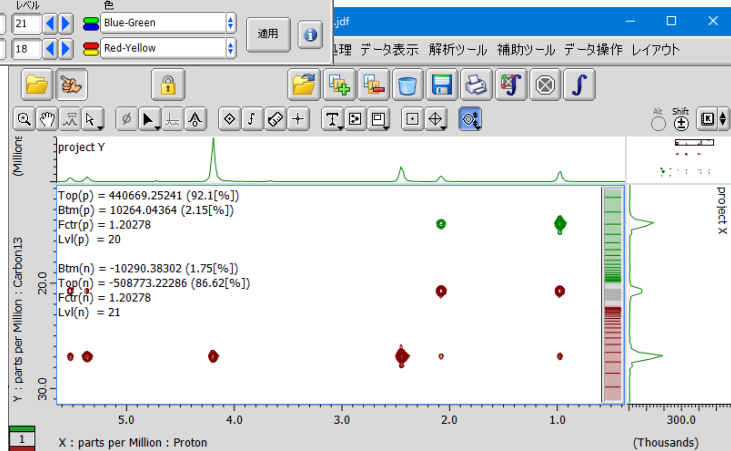 レベル
色
21
Blue-Green
適用
18
Red-Yellow
.jdf
処理 データ表示 解析ツール 補助ツール データ操作 レイアウト
Alt
Shift
(Millions
project Y
Top(p) = 440669.25241 (92.1[%])
Btm(p) = 10264.04364 (2.15[%])
Fctr(p) = 1.20278
Lvl(p) = 20
Btm(n) = -10290.38302 (1.75[%])
Top(n) = -508773.22286 (86.62[%])
Fctr(n) = 1.20278
Lvl(n) = 21
project X
Y : parts per Million : Carbon13
20.0
30.0
5.0
4.0
3.0
2.0
1.0
300.0
1
X : parts per Million : Proton
(Thousands)